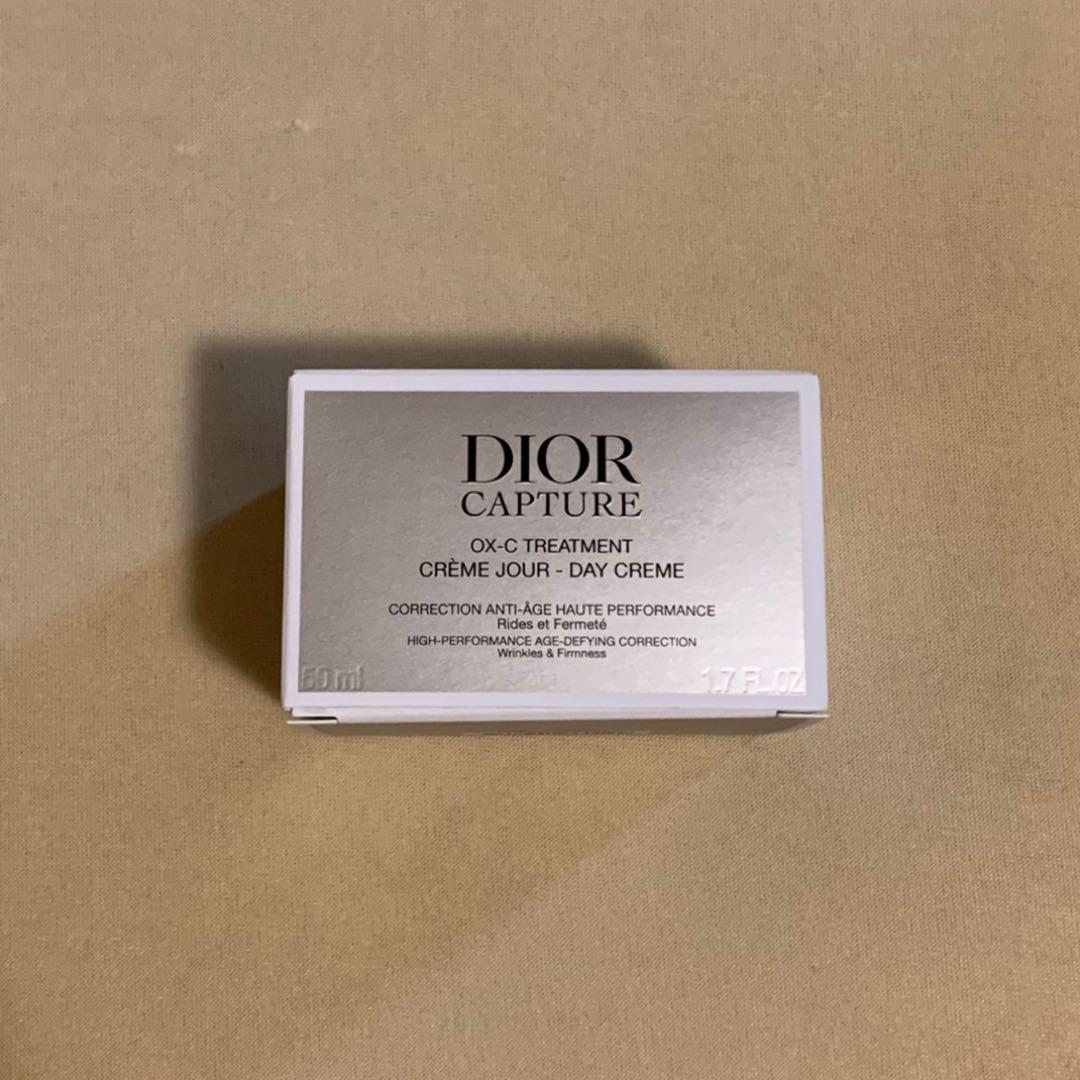 DIOR
CAPTURE
OX-C TREATMENT
CRÈME JOUR - DAY CREME
CORRECTION ANTI-ÂGE HAUTE PERFORMANCE
Rides et Fermeté
HIGH-PERFORMANCE AGE-DEFYING CORRECTION
Wrinkles & Firmness
50 ml 1.7 FL.OZ